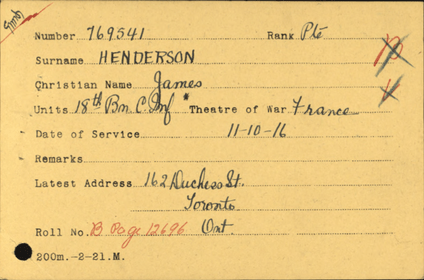 Number 769541 Rank Pte
Surname HENDERSON
Christian Name James
Units 18th Bn C. Inf * Theatre of War France
Date of Service 11-10-16
Remarks
Latest Address 162 Duchess St.
Toronto
Roll No. B Page 12696 Ont.
200m.-2-21.M.